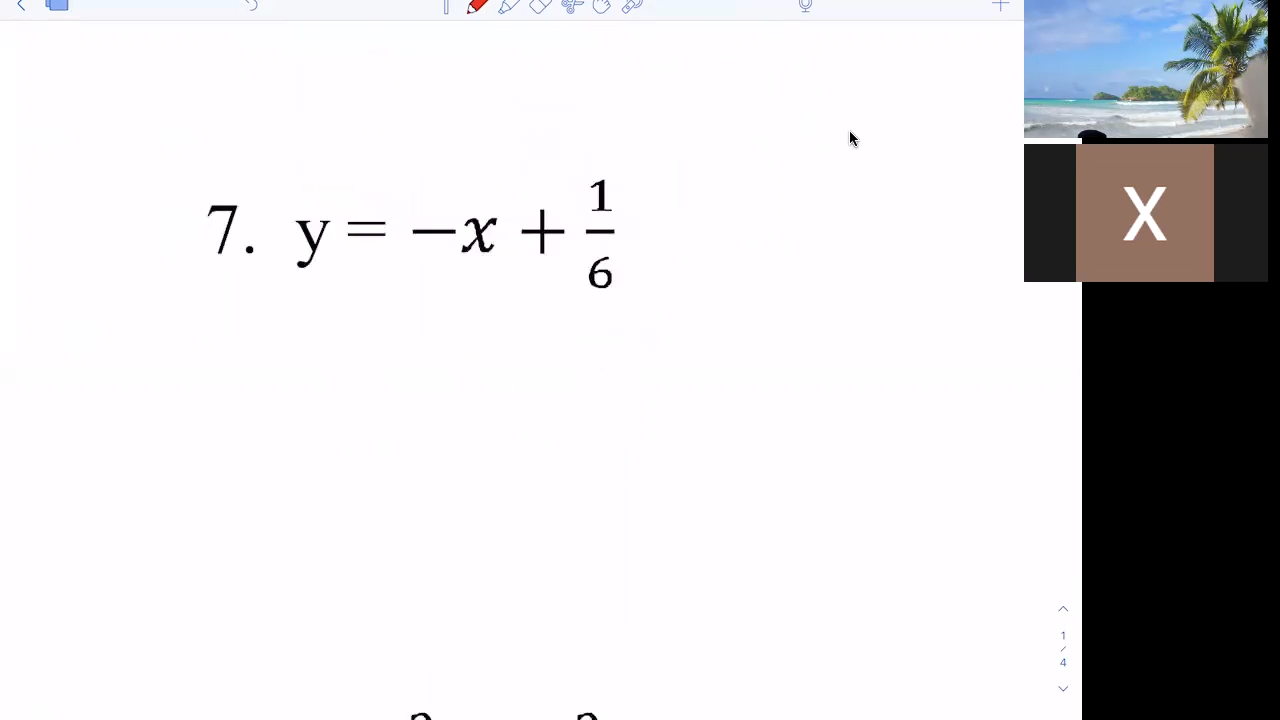 7. y = −x + 1/6
X
1
/
4